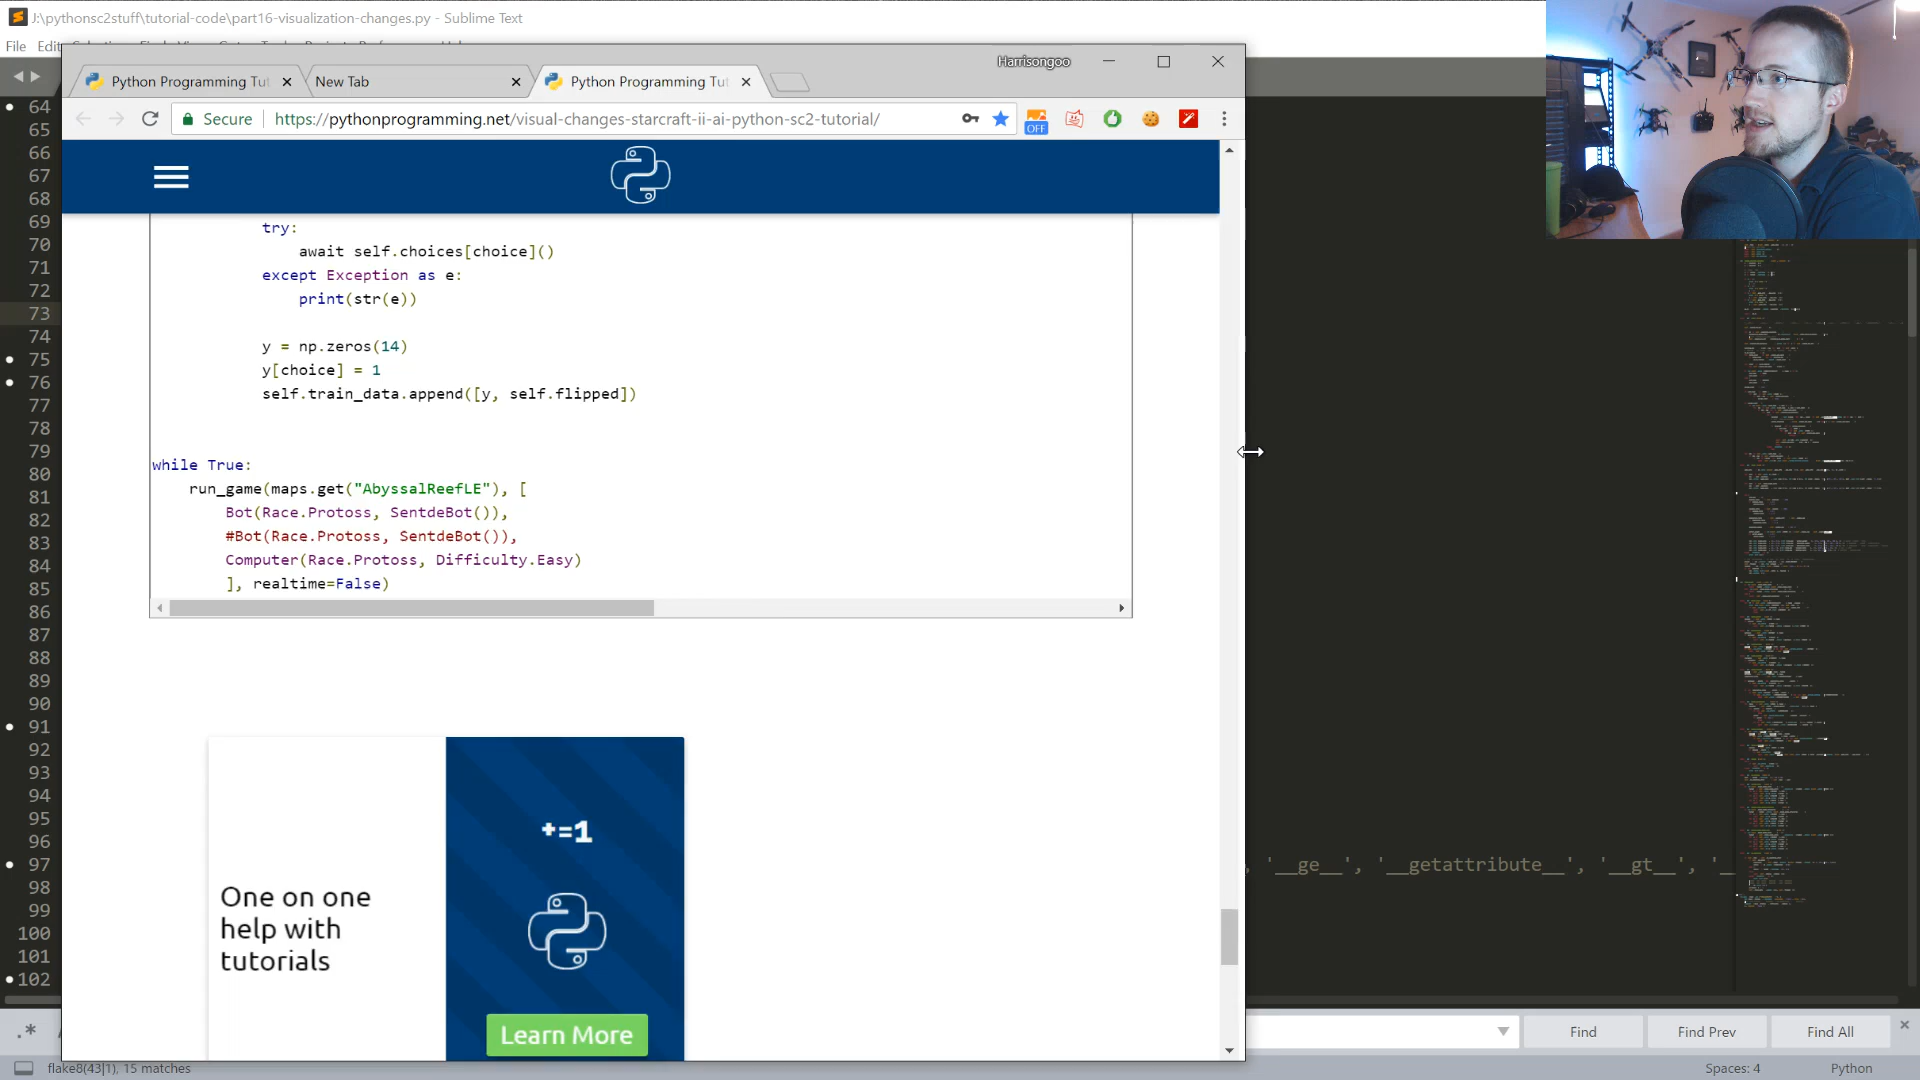 J:\pythonsc2stuff\tutorial-code\part16-visualization-changes.py - Sublime Text
File Edit
Harrisongoo
Python Programming Tut
New Tab
Python Programming Tut
Secure
https://pythonprogramming.net/visual-changes-starcraft-ii-ai-python-sc2-tutorial/
OFF
try:
await self.choices[choice]()
except Exception as e:
print(str(e))
y = np.zeros(14)
y[choice] = 1
self.train_data.append([y, self.flipped])
while True:
run_game(maps.get("AbyssalReefLE"), [
Bot(Race.Protoss, SentdeBot()),
#Bot(Race.Protoss, SentdeBot()),
Computer(Race.Protoss, Difficulty.Easy)
], realtime=False)
+=1
One on one
help with
tutorials
Learn More
64
65
66
67
68
69
70
71
72
73
74
75
76
77
78
79
80
81
82
83
84
85
86
87
88
89
90
91
92
93
94
95
96
97
98
99
100
101
102
, '__ge__', '__getattribute__', '__gt__', '__
.*
Find
Find Prev
Find All
flake8(43|1), 15 matches
Spaces: 4
Python